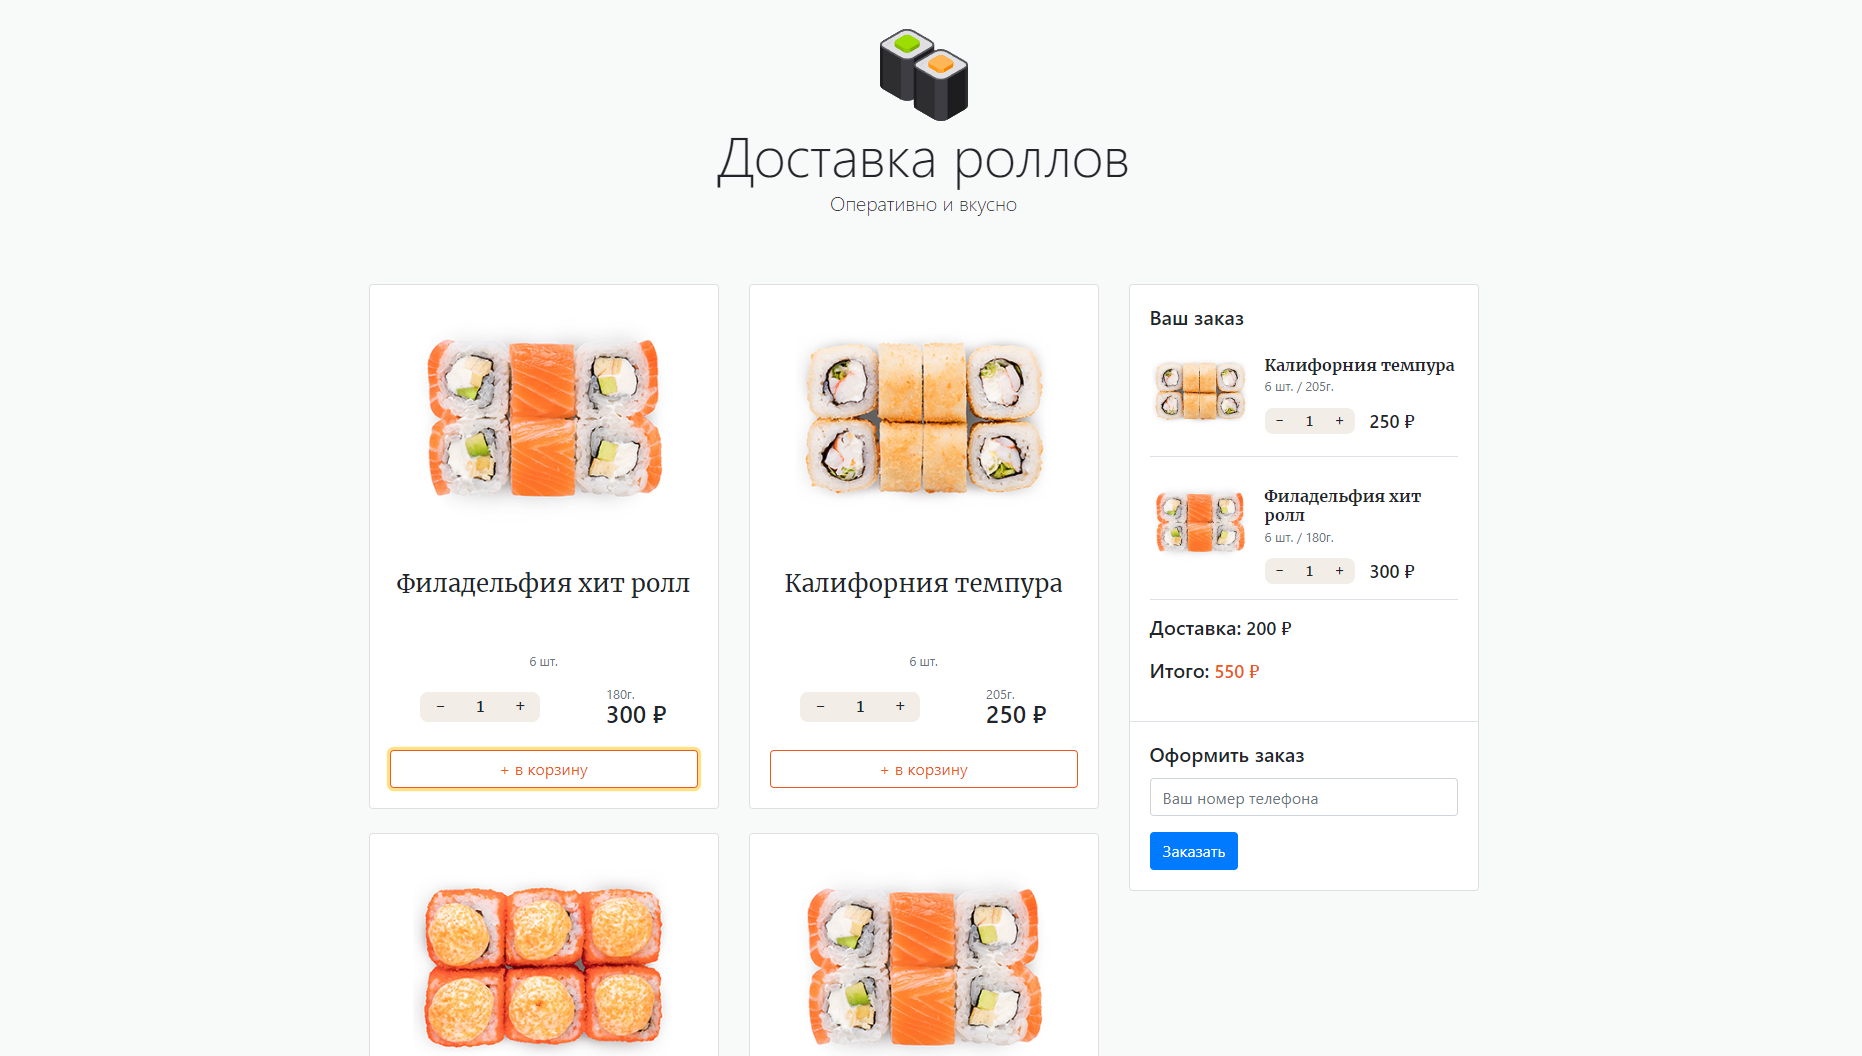 Доставка роллов
Оперативно и вкусно
Филадельфия хит ролл
6 шт.
- 1 +
180г.
300 ₽
+ в корзину
Калифорния темпура
6 шт.
- 1 +
205г.
250 ₽
+ в корзину
Ваш заказ
Калифорния темпура
6 шт. / 205г.
- 1 + 250 ₽
Филадельфия хит
ролл
6 шт. / 180г.
- 1 + 300 ₽
Доставка: 200 ₽
Итого: 550 ₽
Оформить заказ
Ваш номер телефона
Заказать